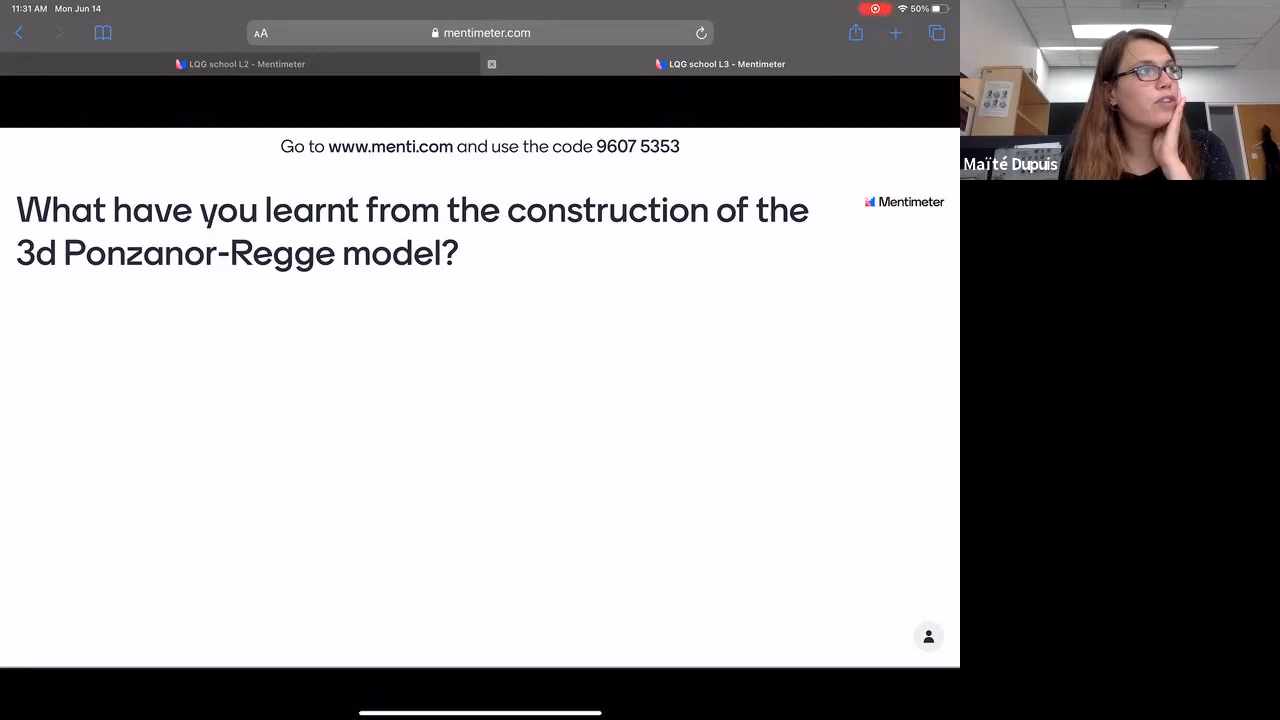 11:31 AM Mon Jun 14
50%
AA
mentimeter.com
LQG school L2 - Mentimeter
LQG school L3 - Mentimeter
Go to www.menti.com and use the code 9607 5353
What have you learnt from the construction of the
3d Ponzanor-Regge model?
Mentimeter
Maïté Dupuis